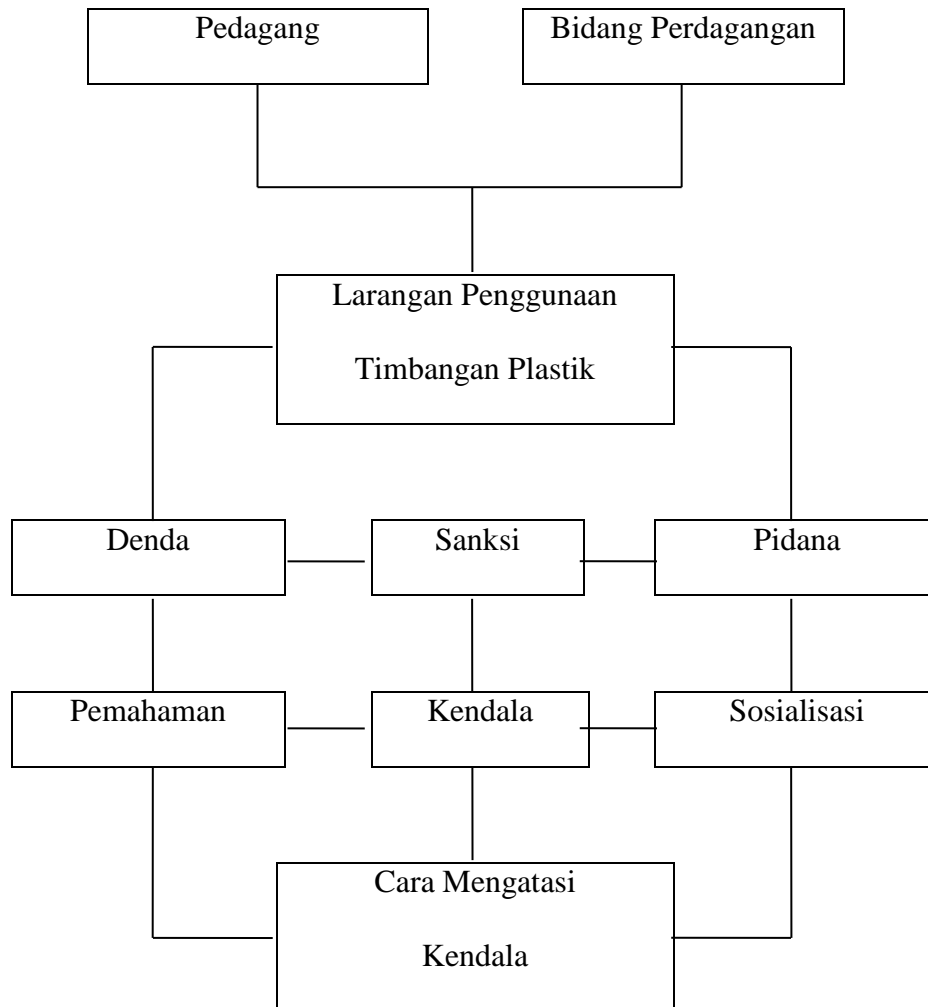 Pedagang
Bidang Perdagangan
Larangan Penggunaan
Timbangan Plastik
Denda
Sanksi
Pidana
Pemahaman
Kendala
Sosialisasi
Cara Mengatasi
Kendala